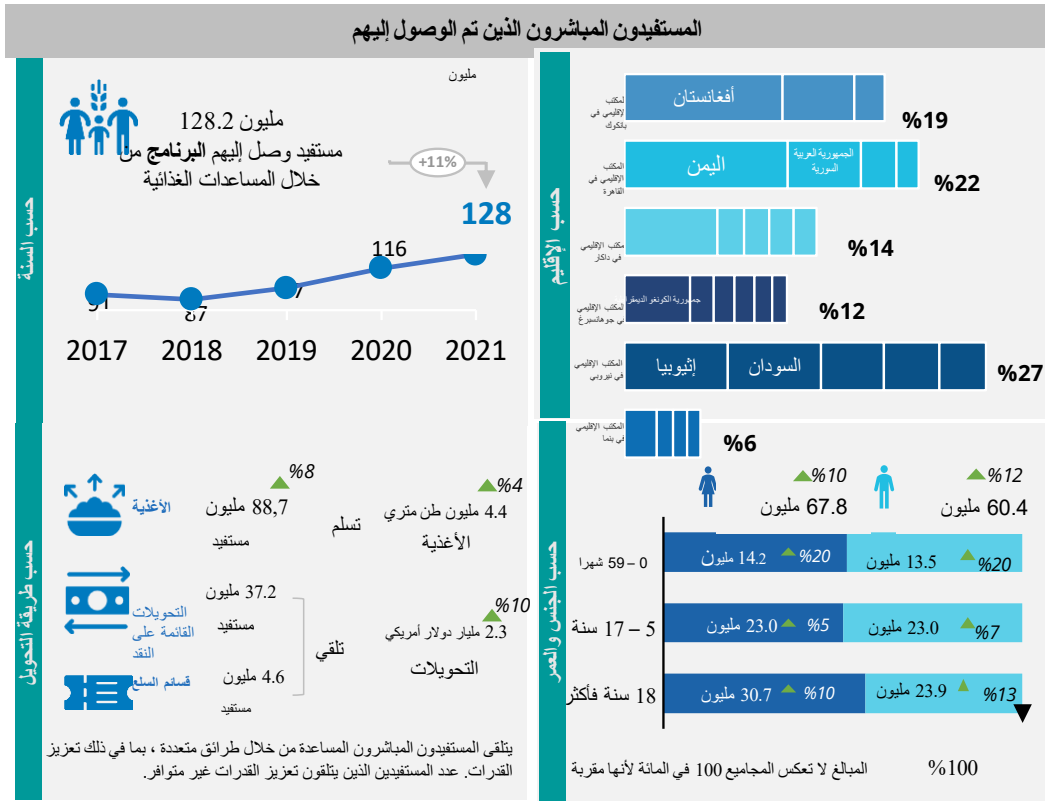 المستفيدون المباشرون الذين تم الوصول إليهم
حسب السنة
مليون
128.2 مليون
مستفيد وصل إليهم البرنامج من
خلال المساعدات الغذائية
+11%
128
116
91
87
2017 2018 2019 2020 2021
حسب الإقليم
المكتب الإقليمي في بانكوك
أفغانستان
%19
المكتب
الإقليمي في
القاهرة
اليمن
الجمهورية العربية
السورية
%22
مكتب الإقليمي
في داكار
%14
المكتب الإقليمي
في جوهانسبرغ
جمهورية الكونغو الديمقرا
%12
المكتب الإقليمي
في نيروبي
إثيوبيا
السودان
%27
المكتب الإقليمي
في بنما
%6
حسب طريقة التحويل
الأغذية
88,7 مليون
مستفيد
%8
تسلم
%4
4.4 مليون طن متري
الأغذية
التحويلات
القائمة على
النقد
37.2 مليون
مستفيد
قسائم السلع
4.6 مليون
مستفيد
تلقي
%10
2.3 مليار دولار أمريكي
التحويلات
يتلقى المستفيدون المباشرون المساعدة من خلال طرائق متعددة ، بما في ذلك تعزيز
القدرات. عدد المستفيدين الذين يتلقون تعزيز القدرات غير متوافر.
حسب الجنس والعمر
%10
67.8 مليون
%12
60.4 مليون
0 – 59 شهرا
14.2 مليون %20
13.5 مليون %20
5 – 17 سنة
23.0 مليون %5
23.0 مليون %7
18 سنة فأكثر
30.7 مليون %10
23.9 مليون %13
المبالغ لا تعكس المجاميع 100 في المائة لأنها مقربة
%100